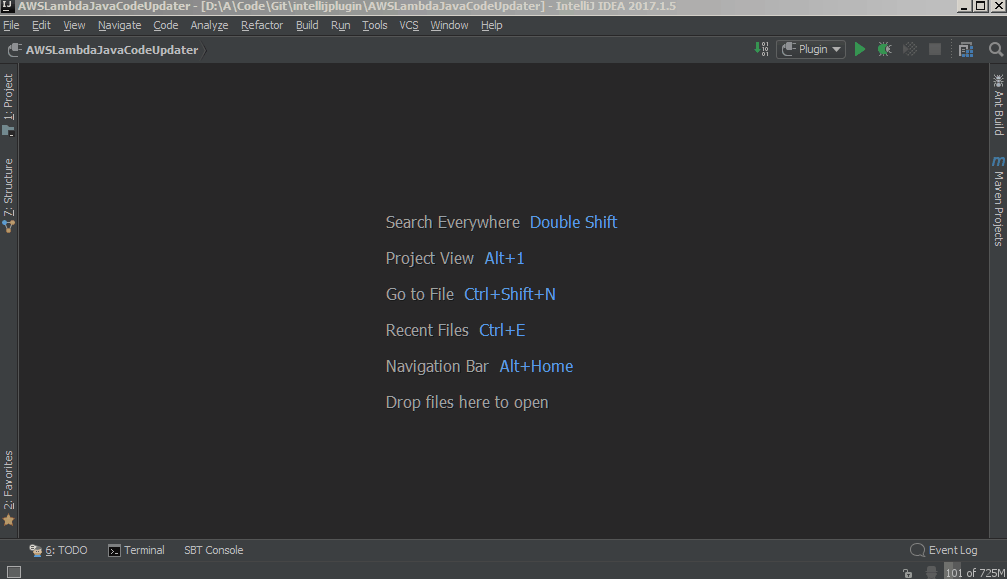 AWSLambdaJavaCodeUpdater - [D:\A\Code\Git\intellijplugin\AWSLambdaJavaCodeUpdater] - IntelliJ IDEA 2017.1.5
File Edit View Navigate Code Analyze Refactor Build Run Tools VCS Window Help
AWSLambdaJavaCodeUpdater
Plugin
1: Project
7: Structure
2: Favorites
Search Everywhere Double Shift
Project View Alt+1
Go to File Ctrl+Shift+N
Recent Files Ctrl+E
Navigation Bar Alt+Home
Drop files here to open
Ant Build
Maven Projects
6: TODO Terminal SBT Console Event Log
101 of 725M